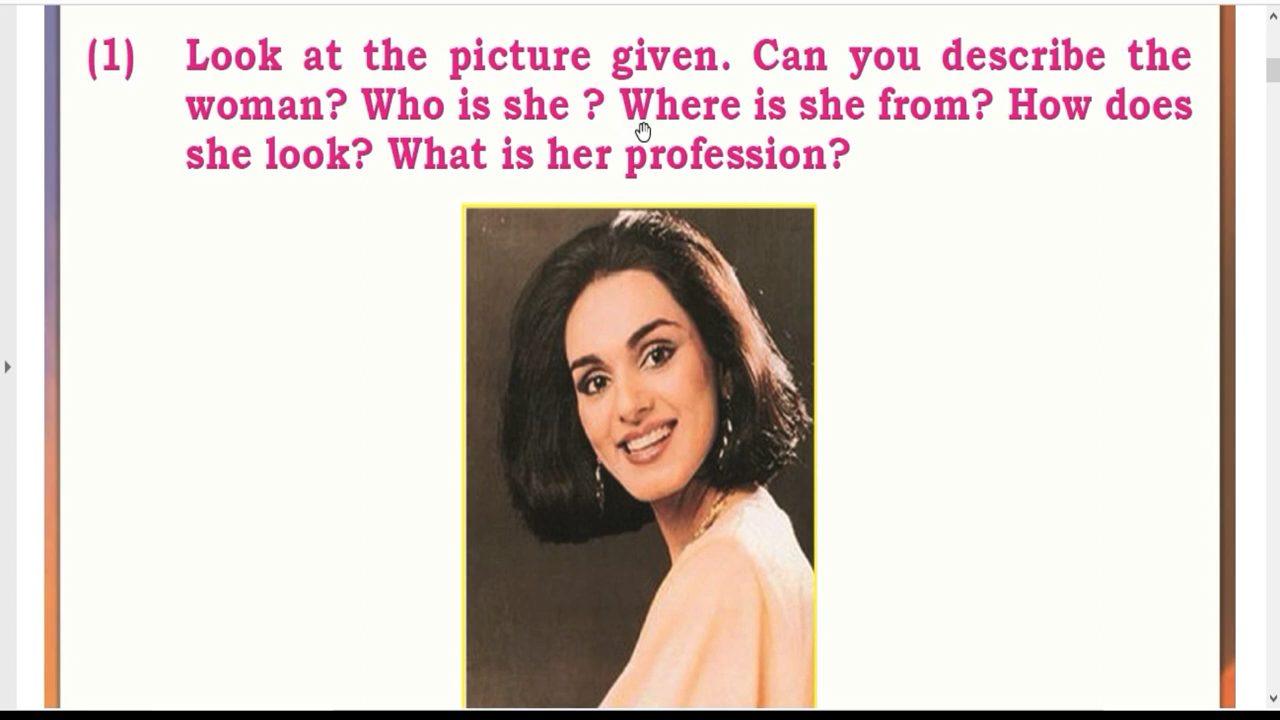 (1) Look at the picture given. Can you describe the
woman? Who is she ? Where is she from? How does
she look? What is her profession?